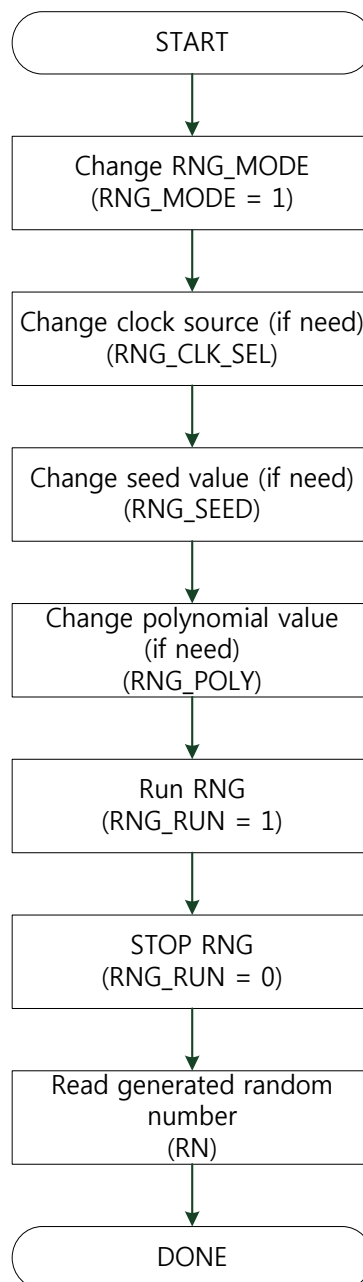 START
Change RNG_MODE
(RNG_MODE = 1)
Change clock source (if need)
(RNG_CLK_SEL)
Change seed value (if need)
(RNG_SEED)
Change polynomial value
(if need)
(RNG_POLY)
Run RNG
(RNG_RUN = 1)
STOP RNG
(RNG_RUN = 0)
Read generated random
number
(RN)
DONE